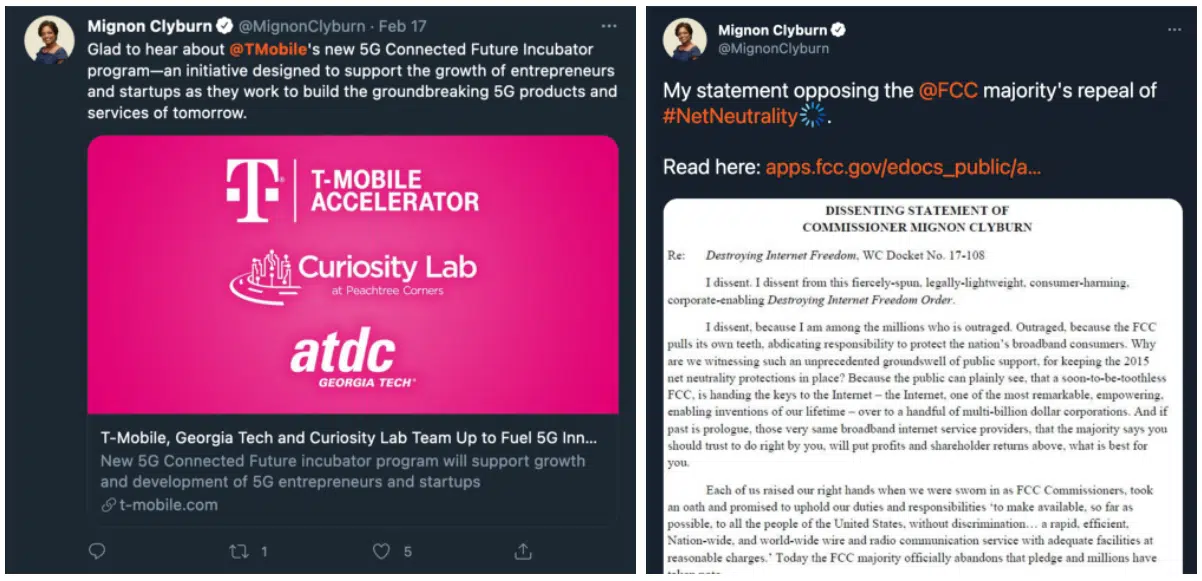 Mignon Clyburn @MignonClyburn · Feb 17
Glad to hear about @TMobile's new 5G Connected Future Incubator
program—an initiative designed to support the growth of entrepreneurs
and startups as they work to build the groundbreaking 5G products and
services of tomorrow.
T-MOBILE
ACCELERATOR
Curiosity Lab
at Peachtree Corners
atdc
GEORGIA TECH®
T-Mobile, Georgia Tech and Curiosity Lab Team Up to Fuel 5G Inn...
New 5G Connected Future incubator program will support growth
and development of 5G entrepreneurs and startups
t-mobile.com
1
5
Mignon Clyburn
@MignonClyburn
My statement opposing the @FCC majority's repeal of
#NetNeutrality.
Read here: apps.fcc.gov/edocs_public/a...
DISSENTING STATEMENT OF
COMMISSIONER MIGNON CLYBURN
Re: Destroying Internet Freedom, WC Docket No. 17-108
I dissent. I dissent from this fiercely-spun, legally-lightweight, consumer-harming,
corporate-enabling Destroying Internet Freedom Order.
I dissent, because I am among the millions who is outraged. Outraged, because the FCC
pulls its own teeth, abdicating responsibility to protect the nation's broadband consumers. Why
are we witnessing such an unprecedented groundswell of public support, for keeping the 2015
net neutrality protections in place? Because the public can plainly see, that a soon-to-be-toothless
FCC, is handing the keys to the Internet – the Internet, one of the most remarkable, empowering,
enabling inventions of our lifetime – over to a handful of multi-billion dollar corporations. And if
past is prologue, those very same broadband internet service providers, that the majority says you
should trust to do right by you, will put profits and shareholder returns above, what is best for
you.
Each of us raised our right hands when we were sworn in as FCC Commissioners, took
an oath and promised to uphold our duties and responsibilities 'to make available, so far as
possible, to all the people of the United States, without discrimination… a rapid, efficient,
Nation-wide, and world-wide wire and radio communication service with adequate facilities at
reasonable charges.' Today the FCC majority officially abandons that pledge and millions have